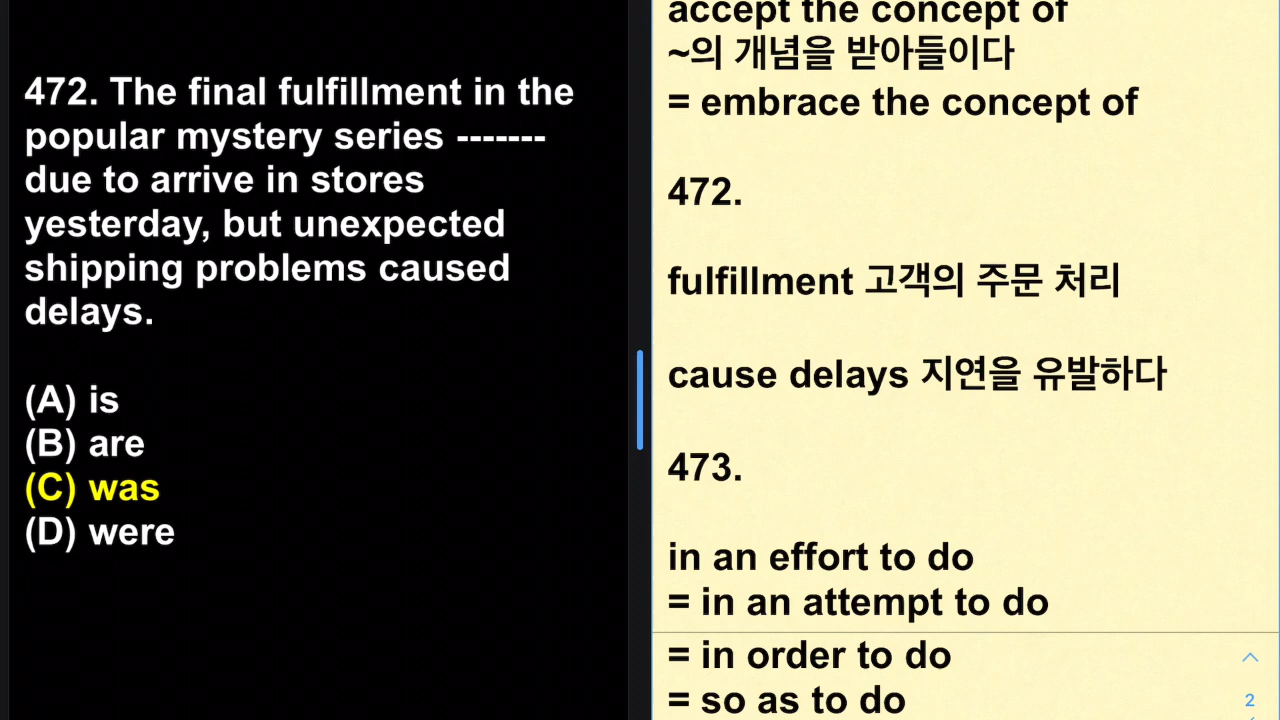 472. The final fulfillment in the
popular mystery series -------
due to arrive in stores
yesterday, but unexpected
shipping problems caused
delays.
(A) is
(B) are
(C) was
(D) were
accept the concept of
~의 개념을 받아들이다
= embrace the concept of
472.
fulfillment 고객의 주문 처리
cause delays 지연을 유발하다
473.
in an effort to do
= in an attempt to do
= in order to do
= so as to do
2